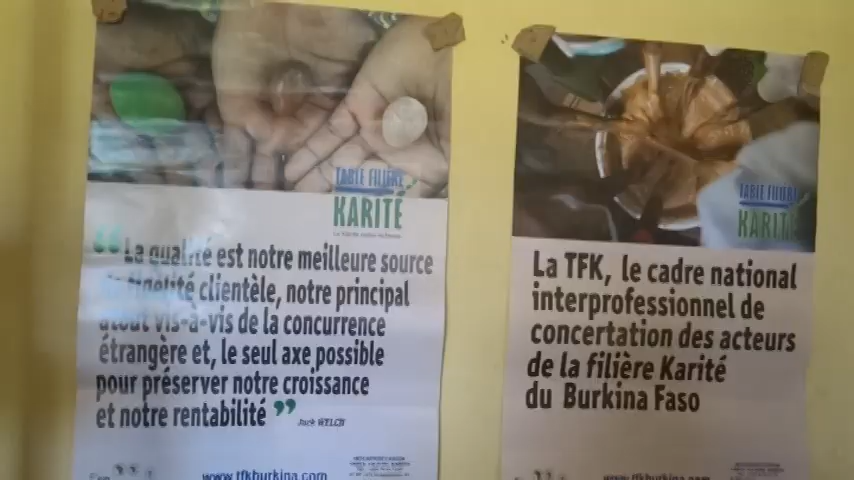 TABLE FILIÈRE
KARITÉ
“ La qualité est notre meilleure source
de fidélité clientèle, notre principal
atout vis-à-vis de la concurrence
étrangère et, le seul axe possible
pour préserver notre croissance
et notre rentabilité ”
Jack WELCH
www.tfkburkina.com
TABLE FILIÈRE
KARITÉ
La TFK, le cadre national
interprofessionnel de
concertation des acteurs
de la filière Karité
du Burkina Faso
www.tfkburkina.com